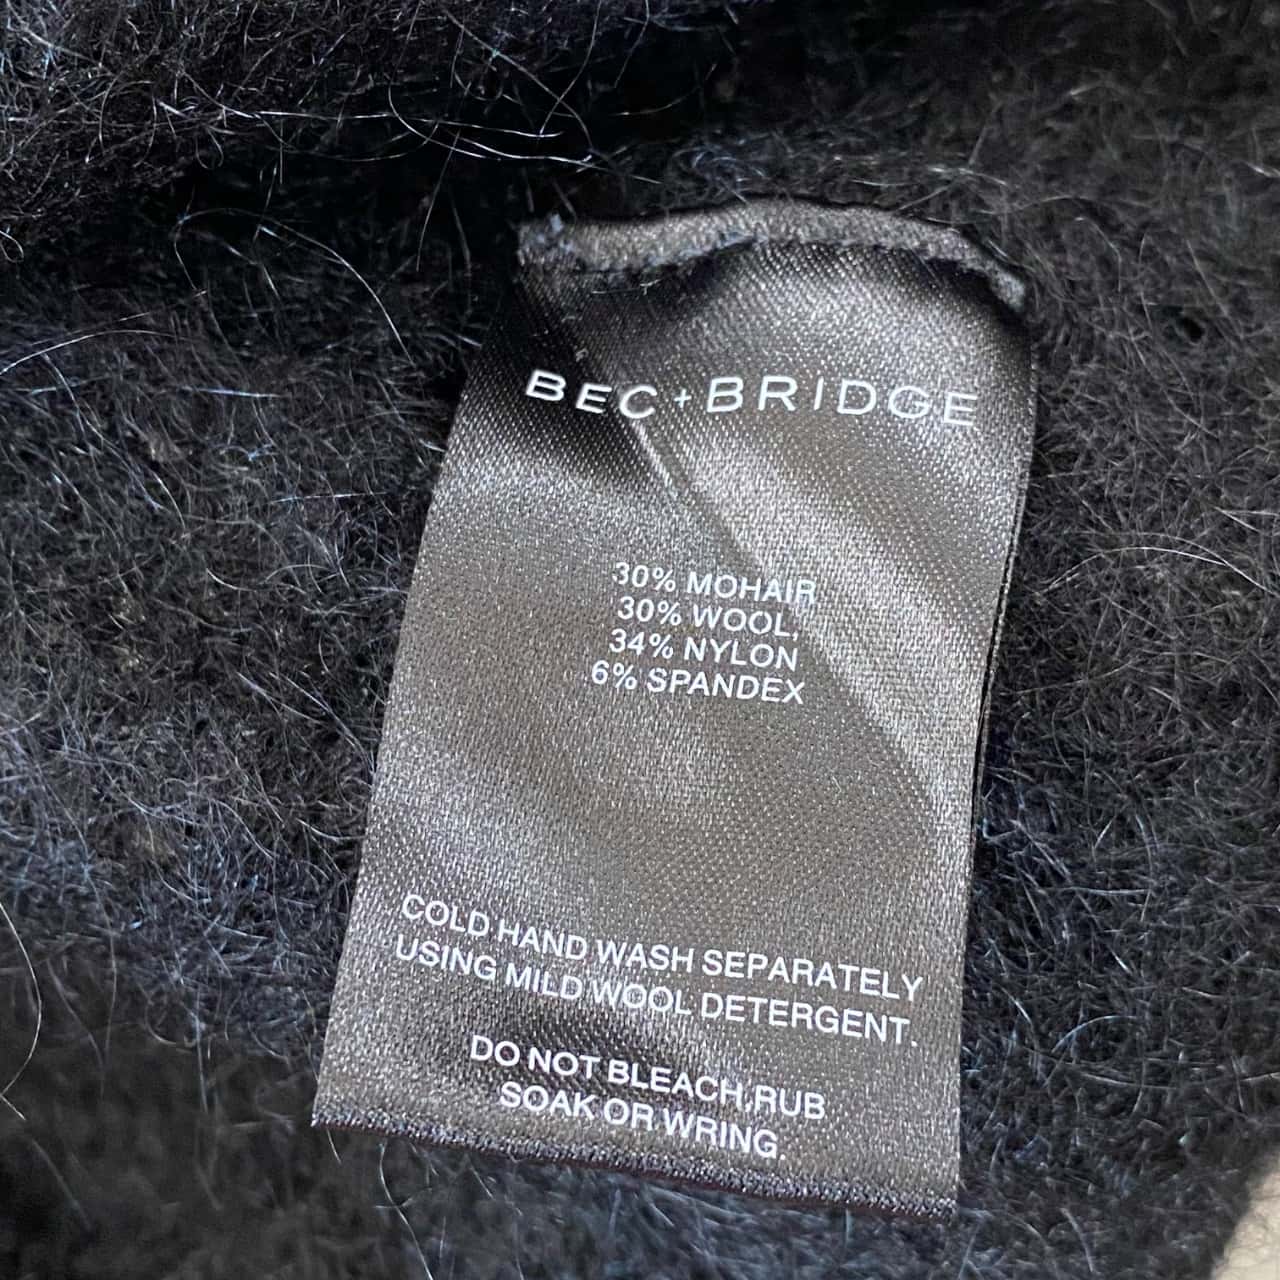 BEC + BRIDGE
30% MOHAIR
30% WOOL,
34% NYLON
6% SPANDEX
COLD HAND WASH SEPARATELY
USING MILD WOOL DETERGENT.
DO NOT BLEACH,RUB
SOAK OR WRING.